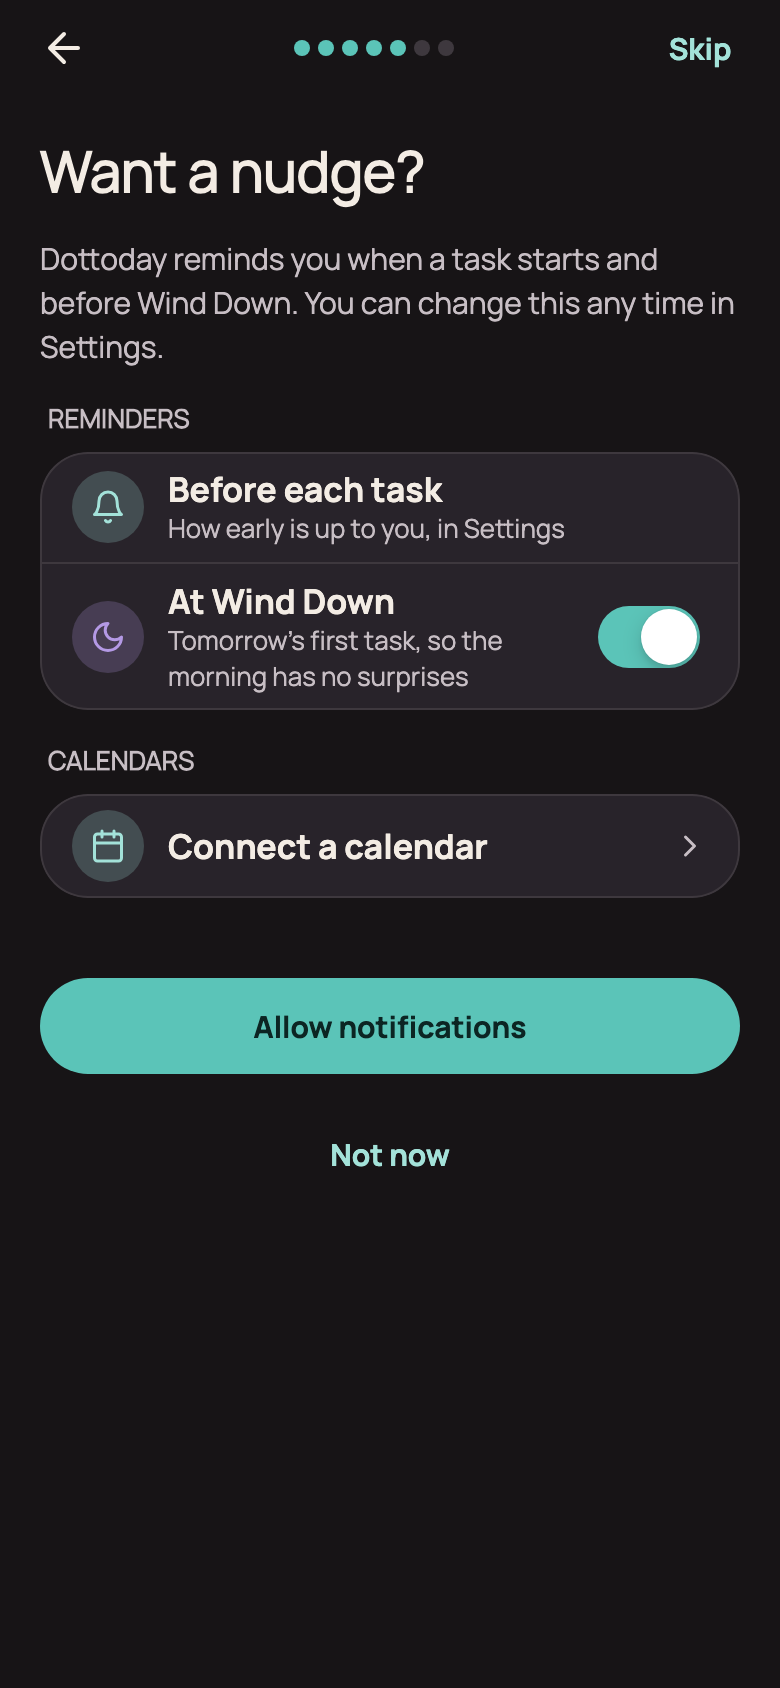 Skip
Want a nudge?
Dottoday reminds you when a task starts and
before Wind Down. You can change this any time in
Settings.
REMINDERS
Before each task
How early is up to you, in Settings
At Wind Down
Tomorrow’s first task, so the
morning has no surprises
CALENDARS
Connect a calendar
Allow notifications
Not now